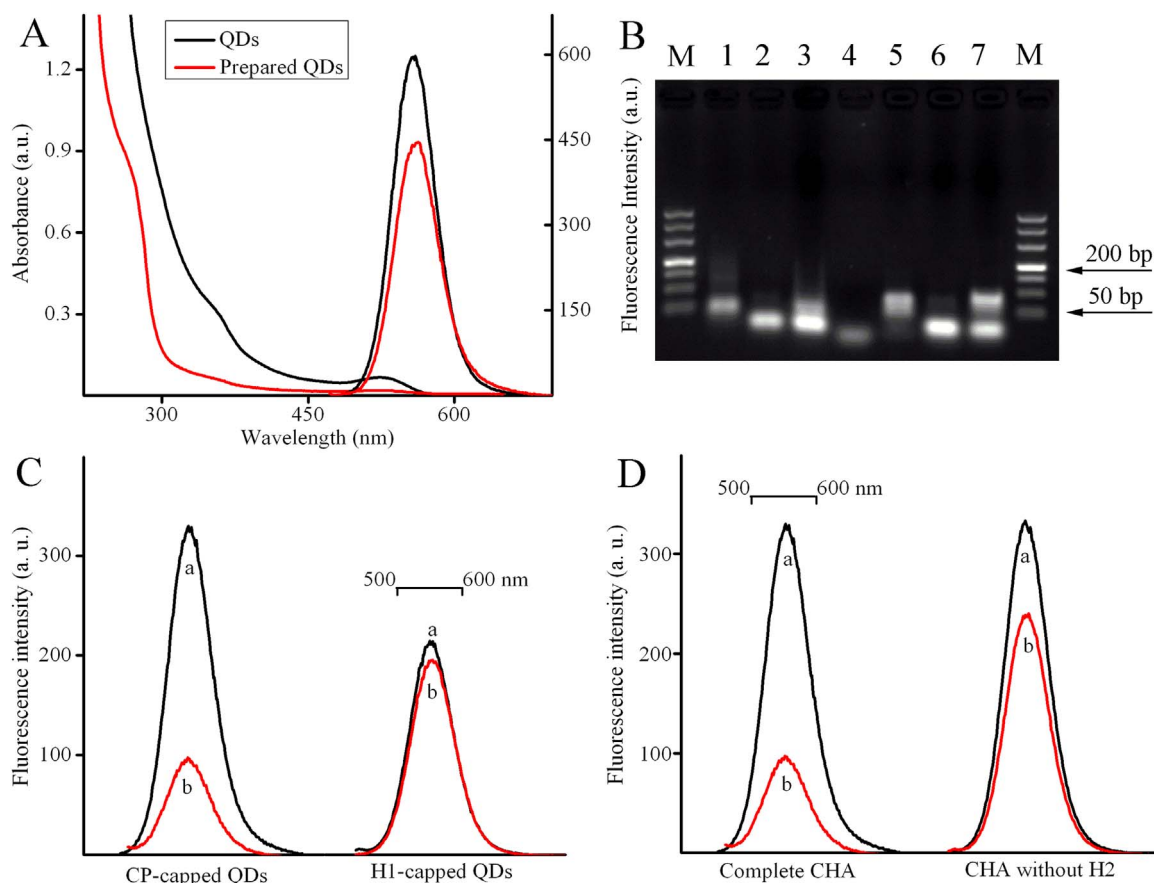 A
QDs
Prepared QDs
Absorbance (a.u.)
1.2
0.9
0.6
0.3
600
450
300
150
300 450 600
Wavelength (nm)
B
M 1 2 3 4 5 6 7 M
Fluorescence Intensity (a.u.)
200 bp
50 bp
C
Fluorescence intensity (a. u.)
300
200
100
a
b
500 600 nm
a
b
CP-capped QDs H1-capped QDs
D
Fluorescence intensity (a. u.)
300
200
100
500 600 nm
a
b
a
b
Complete CHA CHA without H2